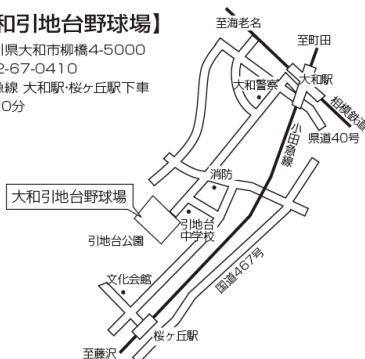 和引地台野球場】
川県大和市柳橋4-5000
2-67-0410
急線 大和駅・桜ヶ丘駅下車
0分
至海老名
至町田
大和駅
大和警察
相模鉄道
県道40号
小田急線
消防
大和引地台野球場
引地台
中学校
引地台公園
文化会館
国道467号
桜ヶ丘駅
至藤沢